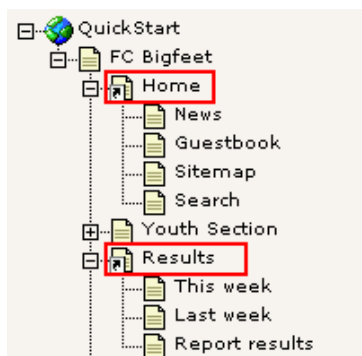 QuickStart
FC Bigfeet
Home
News
Guestbook
Sitemap
Search
Youth Section
Results
This week
Last week
Report results